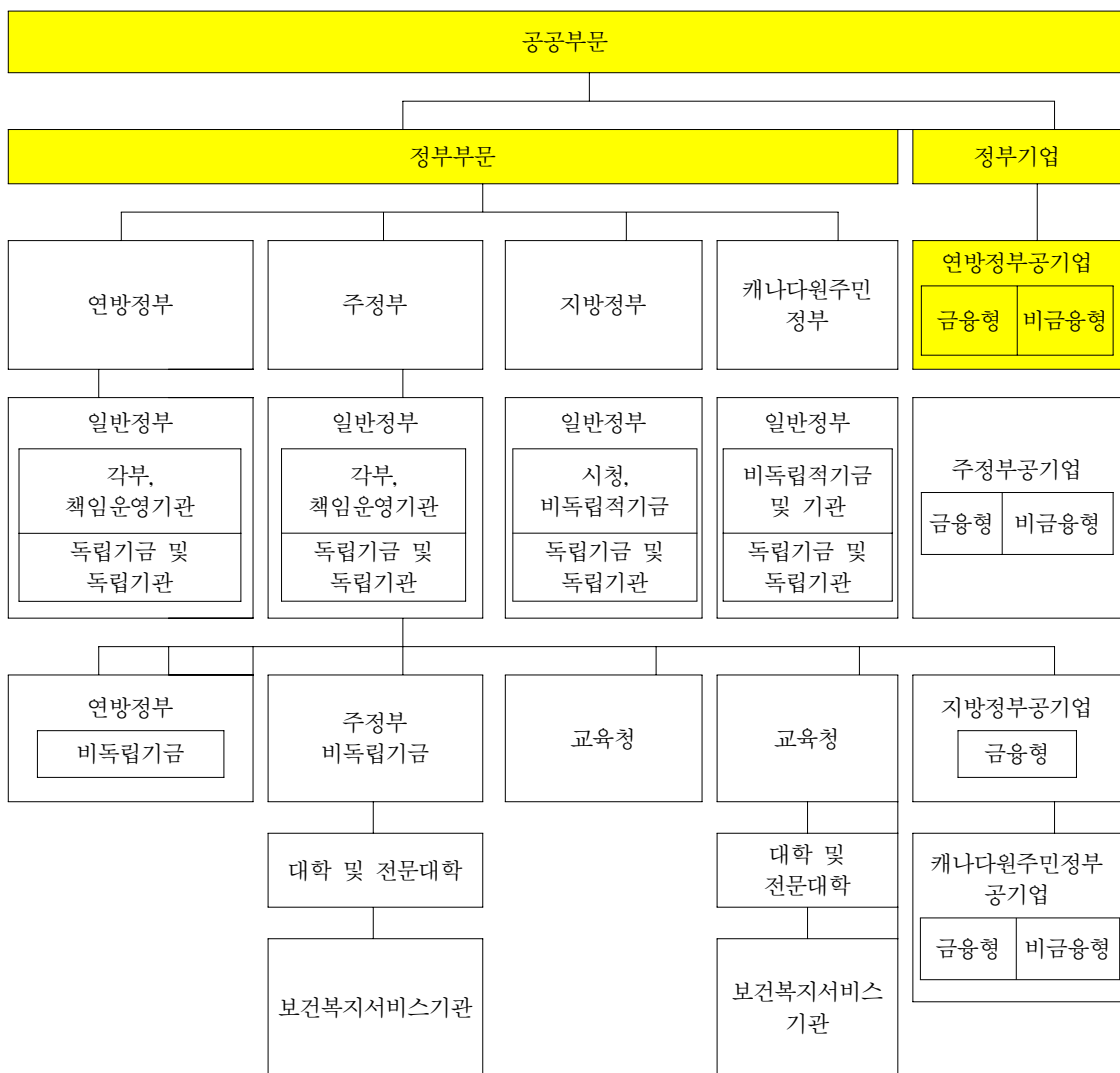 공공부문
정부부문
정부기업
연방정부
주정부
지방정부
캐나다원주민
정부
연방정부공기업
금융형
비금융형
일반정부
각부,
책임운영기관
독립기금 및
독립기관
일반정부
각부,
책임운영기관
독립기금 및
독립기관
일반정부
시청,
비독립적기금
독립기금 및
독립기관
일반정부
비독립적기금
및 기관
독립기금 및
독립기관
주정부공기업
금융형
비금융형
연방정부
비독립기금
주정부
비독립기금
교육청
교육청
지방정부공기업
금융형
대학 및 전문대학
대학 및
전문대학
캐나다원주민정부
공기업
금융형
비금융형
보건복지서비스기관
보건복지서비스
기관